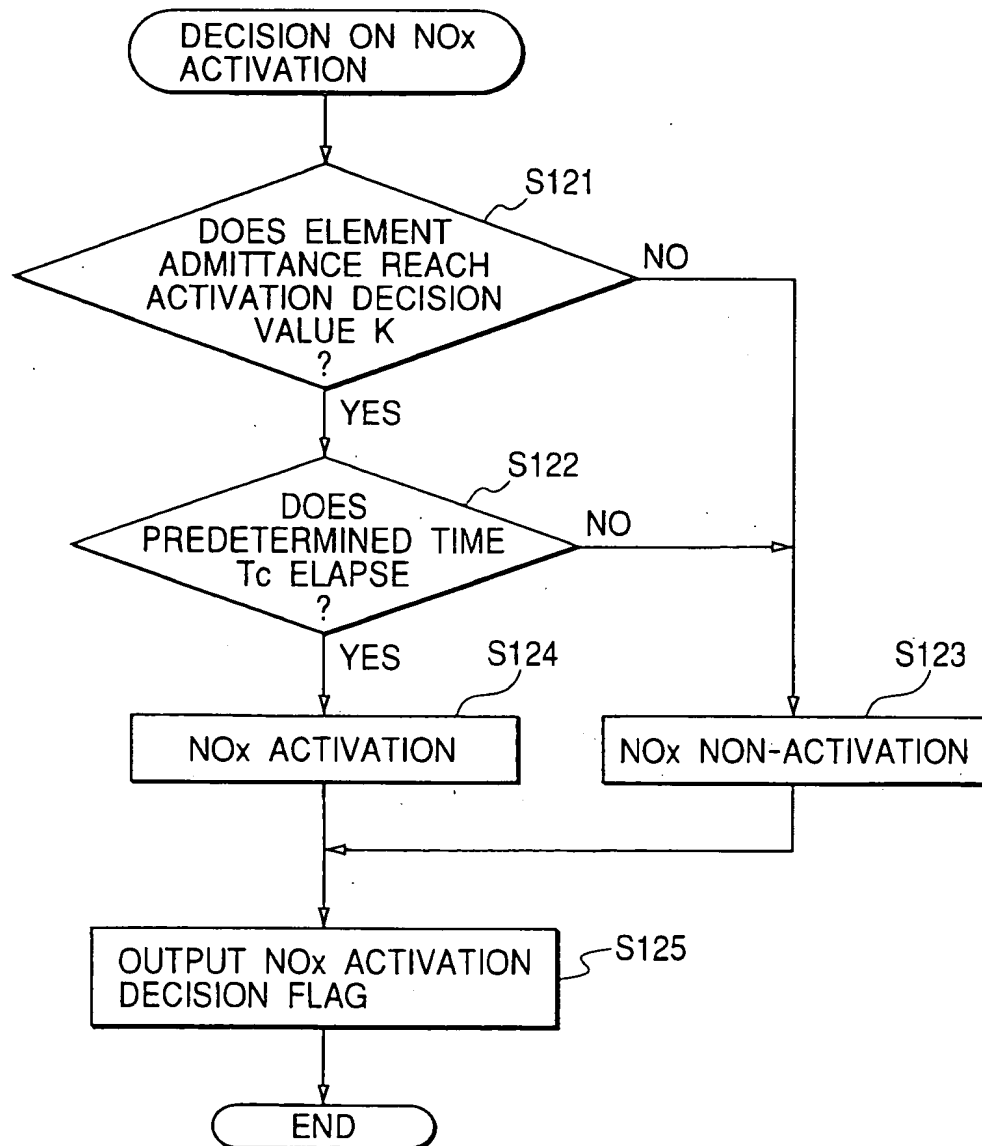 DECISION ON NOx
ACTIVATION
S121
DOES ELEMENT
ADMITTANCE REACH
ACTIVATION DECISION
VALUE K
?
NO
YES
S122
DOES
PREDETERMINED TIME
Tc ELAPSE
?
NO
YES
S124
S123
NOx ACTIVATION
NOx NON-ACTIVATION
S125
OUTPUT NOx ACTIVATION
DECISION FLAG
END